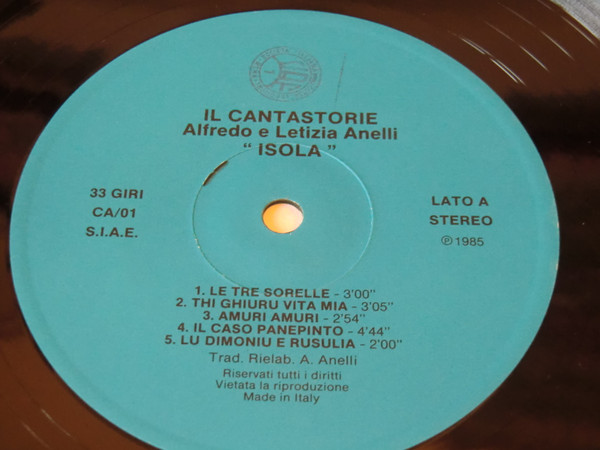 IL CANTASTORIE
Alfredo e Letizia Anelli
" ISOLA "
33 GIRI
CA/01
S.I.A.E.
LATO A
STEREO
℗ 1985
1. LE TRE SORELLE - 3'00"
2. THI GHIURU VITA MIA - 3'05"
3. AMURI AMURI - 2'54"
4. IL CASO PANEPINTO - 4'44"
5. LU DIMONIU E RUSULIA - 2'00"
Trad. Rielab. A. Anelli
Riservati tutti i diritti
Vietata la riproduzione
Made in Italy